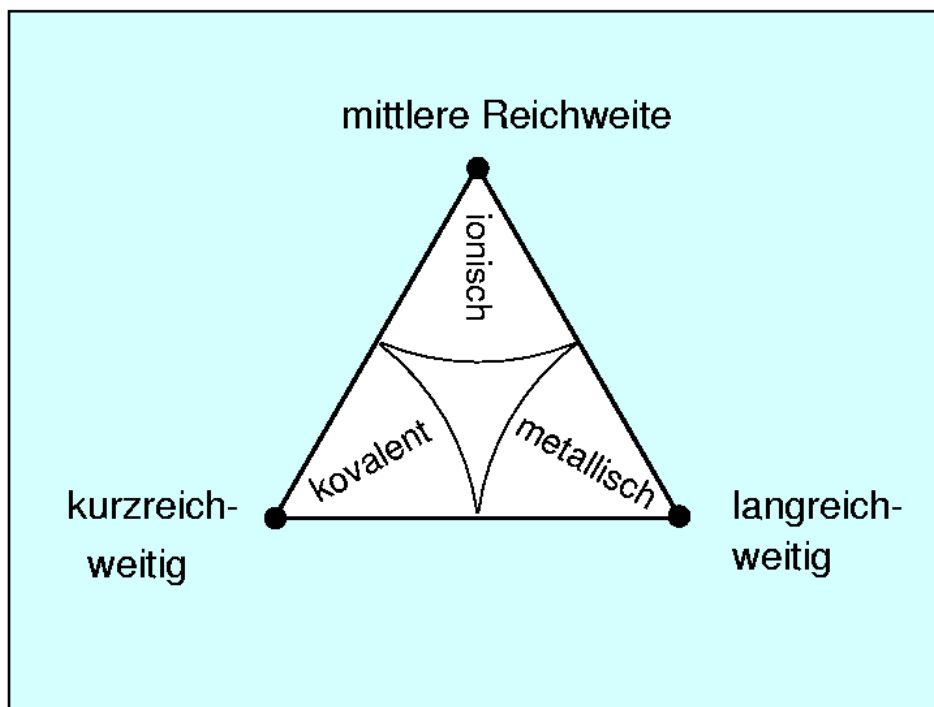 mittlere Reichweite
ionisch
kovalent
metallisch
kurzreich-
weitig
langreich-
weitig